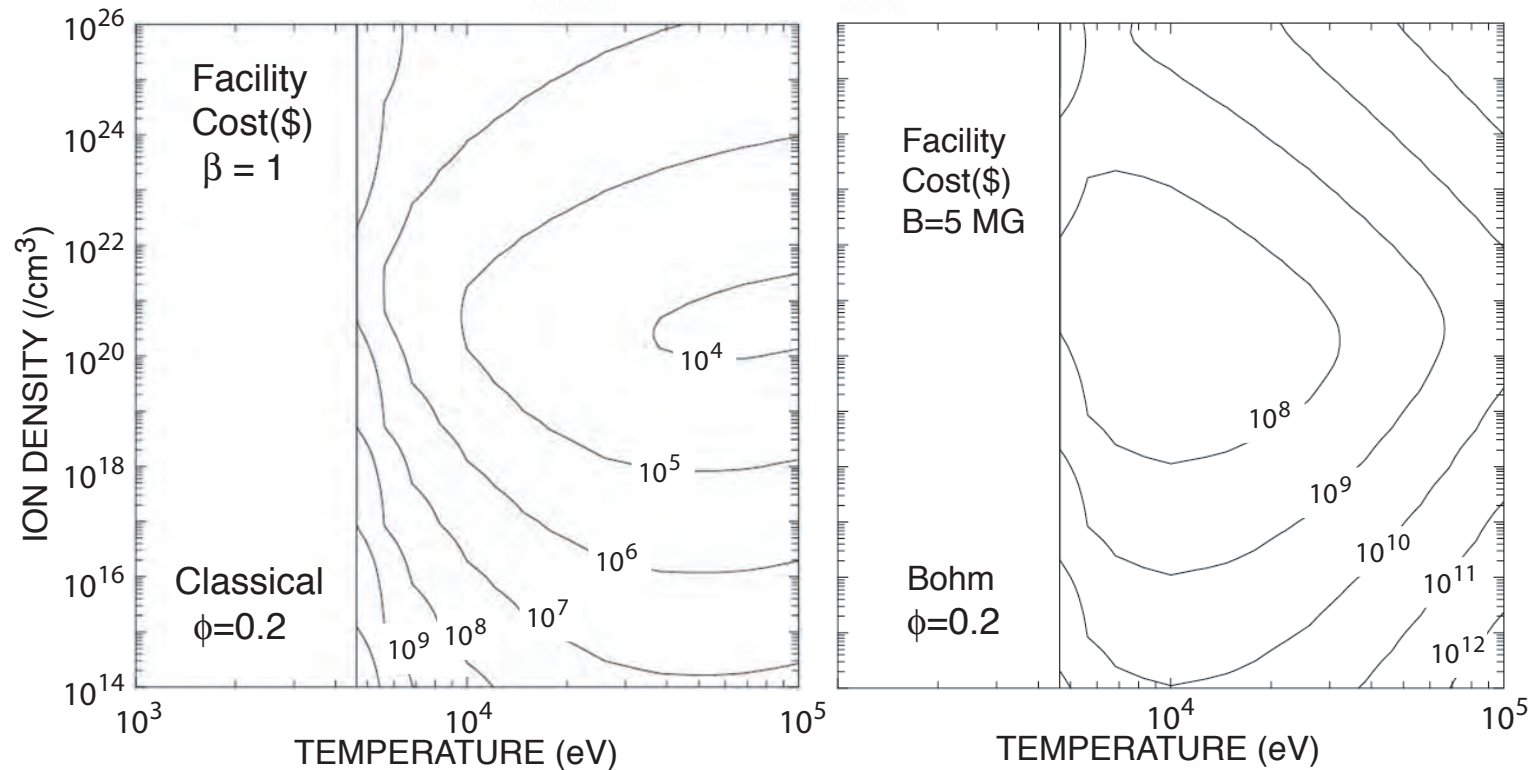 10^26
10^24
10^22
10^20
10^18
10^16
10^14
ION DENSITY (/cm^3)
Facility
Cost($)
β = 1
10^4
10^5
10^6
10^7
10^8
10^9
Classical
ϕ=0.2
10^3
10^4
10^5
TEMPERATURE (eV)
Facility
Cost($)
B=5 MG
10^8
10^9
10^10
10^11
10^12
Bohm
ϕ=0.2
10^4
10^5
TEMPERATURE (eV)